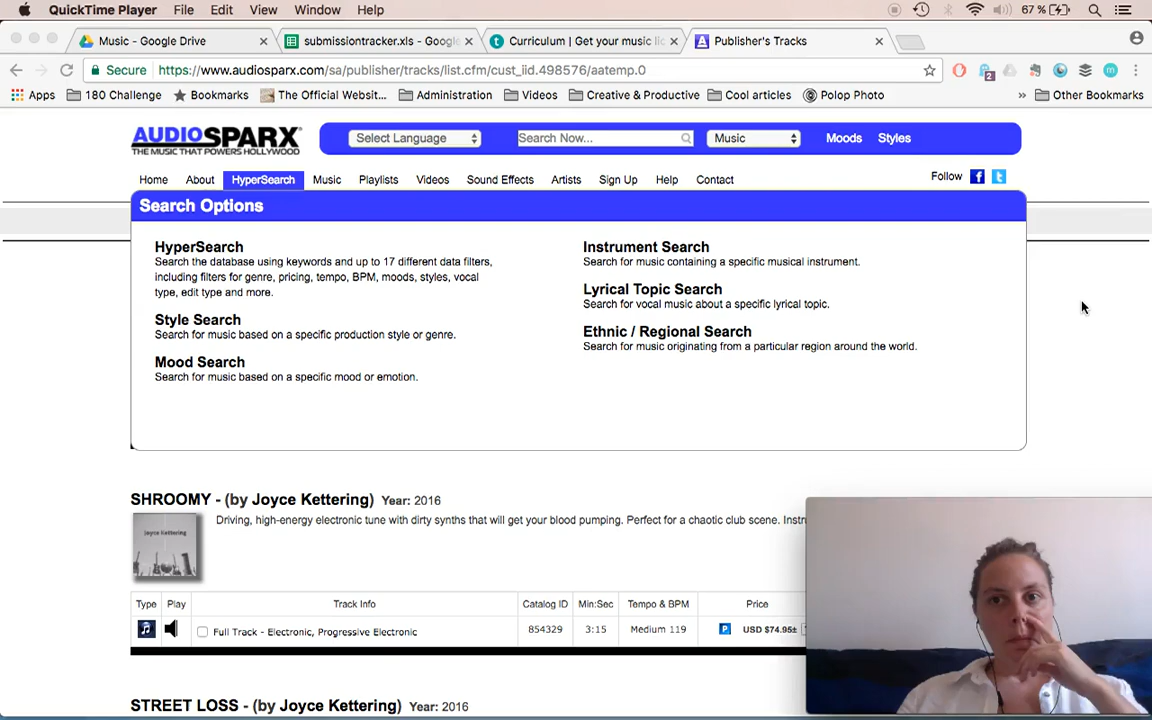 QuickTime Player File Edit View Window Help 67 %
Music - Google Drive submissiontracker.xls - Google Curriculum | Get your music lic Publisher's Tracks
Secure https://www.audiosparx.com/sa/publisher/tracks/list.cfm/cust_iid.498576/aatemp.0
Apps 180 Challenge Bookmarks The Official Websit... Administration Videos Creative & Productive Cool articles Polop Photo » Other Bookmarks
AUDIOSPARX®
THE MUSIC THAT POWERS HOLLYWOOD
Select Language Search Now... Music Moods Styles
Home About HyperSearch Music Playlists Videos Sound Effects Artists Sign Up Help Contact Follow
Search Options
HyperSearch
Search the database using keywords and up to 17 different data filters,
including filters for genre, pricing, tempo, BPM, moods, styles, vocal
type, edit type and more.
Style Search
Search for music based on a specific production style or genre.
Mood Search
Search for music based on a specific mood or emotion.
Instrument Search
Search for music containing a specific musical instrument.
Lyrical Topic Search
Search for vocal music about a specific lyrical topic.
Ethnic / Regional Search
Search for music originating from a particular region around the world.
SHROOMY - (by Joyce Kettering) Year: 2016
Joyce Kettering
Driving, high-energy electronic tune with dirty synths that will get your blood pumping. Perfect for a chaotic club scene. Instru
Type Play Track Info Catalog ID Min:Sec Tempo & BPM Price
Full Track - Electronic, Progressive Electronic 854329 3:15 Medium 119 P USD $74.95±
STREET LOSS - (by Joyce Kettering) Year: 2016